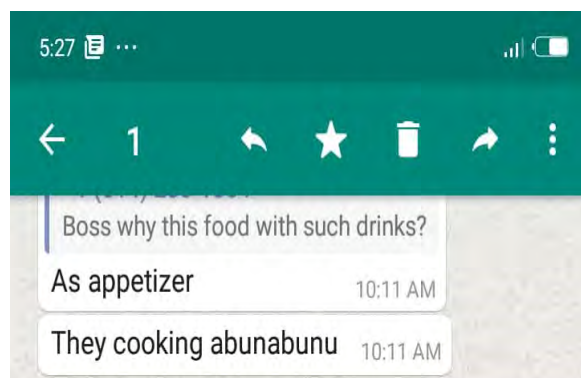 5:27
1
Boss why this food with such drinks?
As appetizer 10:11 AM
They cooking abunabunu 10:11 AM